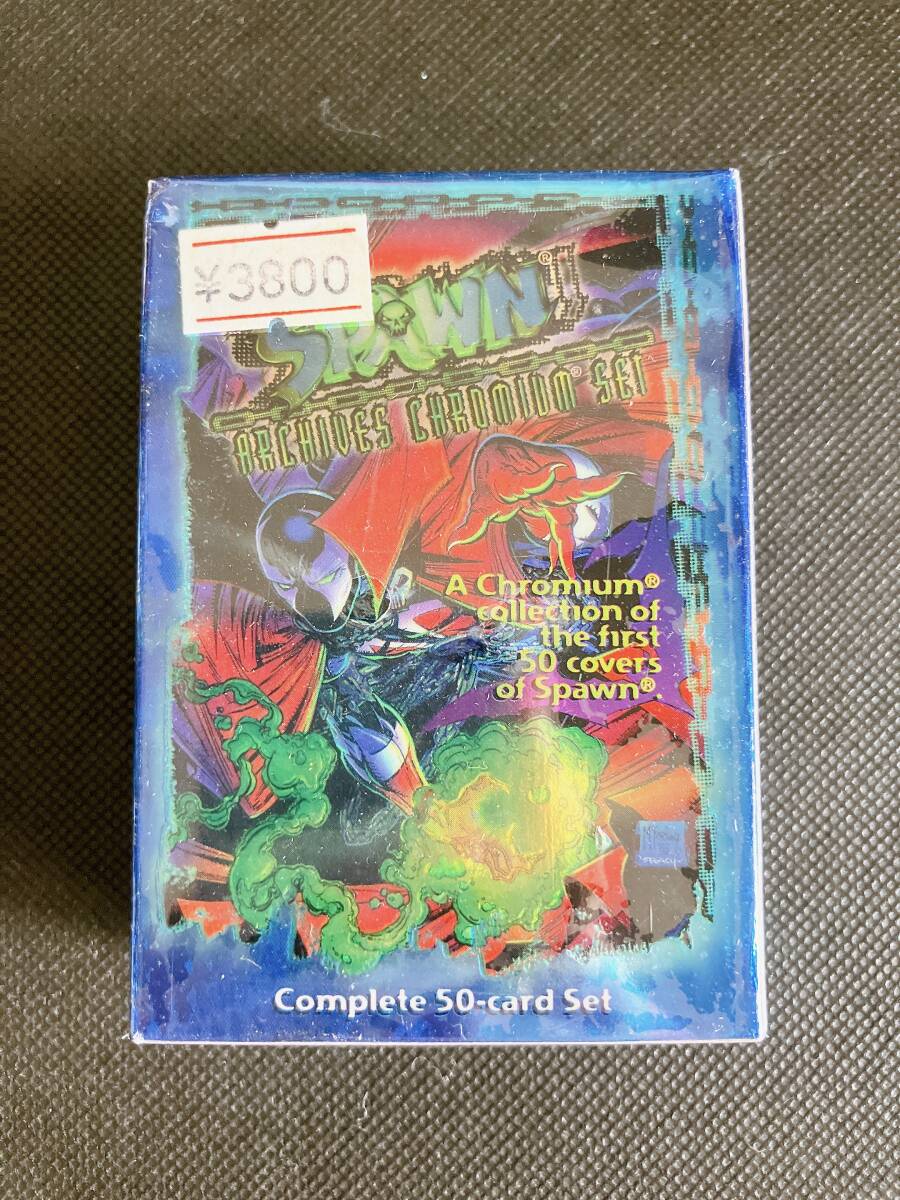 ¥3800
SPAWN®
ARCHIVES CHROMIUM® SET
A Chromium®
collection of
the first
50 covers
of Spawn®.
Complete 50-card Set